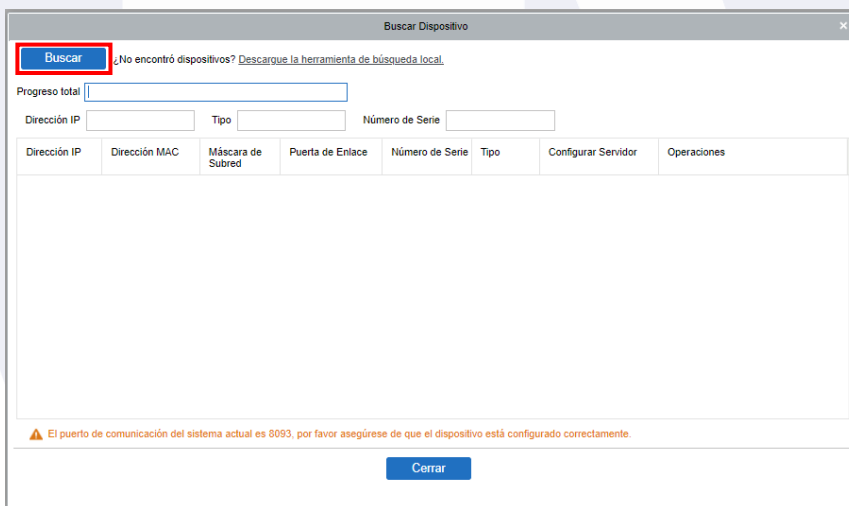 Buscar Dispositivo
×
Buscar
¿No encontró dispositivos? Descargue la herramienta de búsqueda local.
Progreso total
Dirección IP Tipo Número de Serie
Dirección IP Dirección MAC Máscara de Subred Puerta de Enlace Número de Serie Tipo Configurar Servidor Operaciones
El puerto de comunicación del sistema actual es 8093, por favor asegúrese de que el dispositivo está configurado correctamente.
Cerrar